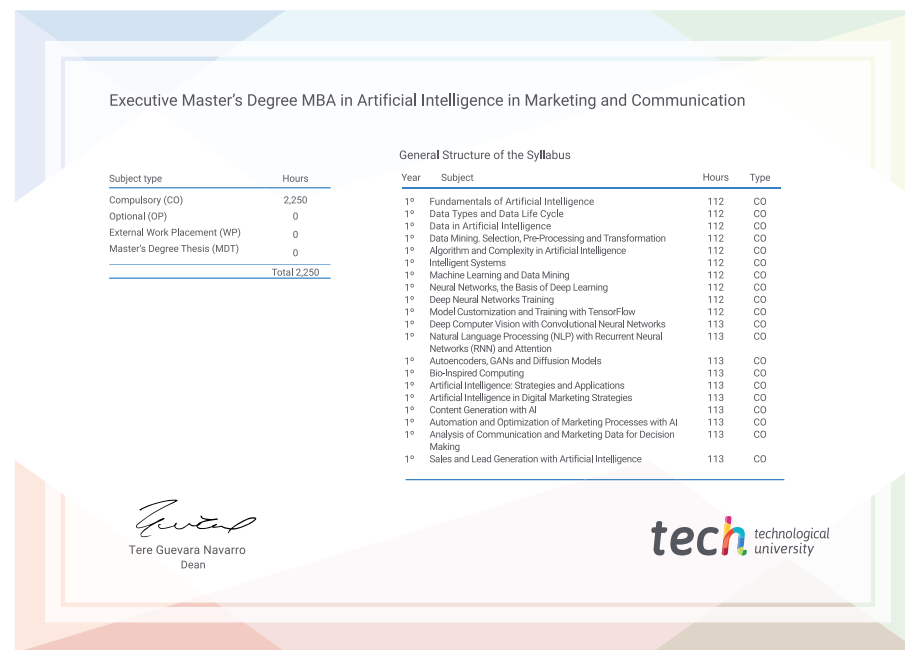 Executive Master's Degree MBA in Artificial Intelligence in Marketing and Communication
Subject type Hours
Compulsory (CO) 2,250
Optional (OP) 0
External Work Placement (WP) 0
Master's Degree Thesis (MDT) 0
Total 2,250
General Structure of the Syllabus
Year Subject Hours Type
1º Fundamentals of Artificial Intelligence 112 CO
1º Data Types and Data Life Cycle 112 CO
1º Data in Artificial Intelligence 112 CO
1º Data Mining. Selection, Pre-Processing and Transformation 112 CO
1º Algorithm and Complexity in Artificial Intelligence 112 CO
1º Intelligent Systems 112 CO
1º Machine Learning and Data Mining 112 CO
1º Neural Networks, the Basis of Deep Learning 112 CO
1º Deep Neural Networks Training 112 CO
1º Model Customization and Training with TensorFlow 112 CO
1º Deep Computer Vision with Convolutional Neural Networks 113 CO
1º Natural Language Processing (NLP) with Recurrent Neural 113 CO
Networks (RNN) and Attention
1º Autoencoders, GANs and Diffusion Models 113 CO
1º Bio-Inspired Computing 113 CO
1º Artificial Intelligence: Strategies and Applications 113 CO
1º Artificial Intelligence in Digital Marketing Strategies 113 CO
1º Content Generation with AI 113 CO
1º Automation and Optimization of Marketing Processes with AI 113 CO
1º Analysis of Communication and Marketing Data for Decision 113 CO
Making
1º Sales and Lead Generation with Artificial Intelligence 113 CO
Tere Guevara Navarro
Dean
tech technological
university